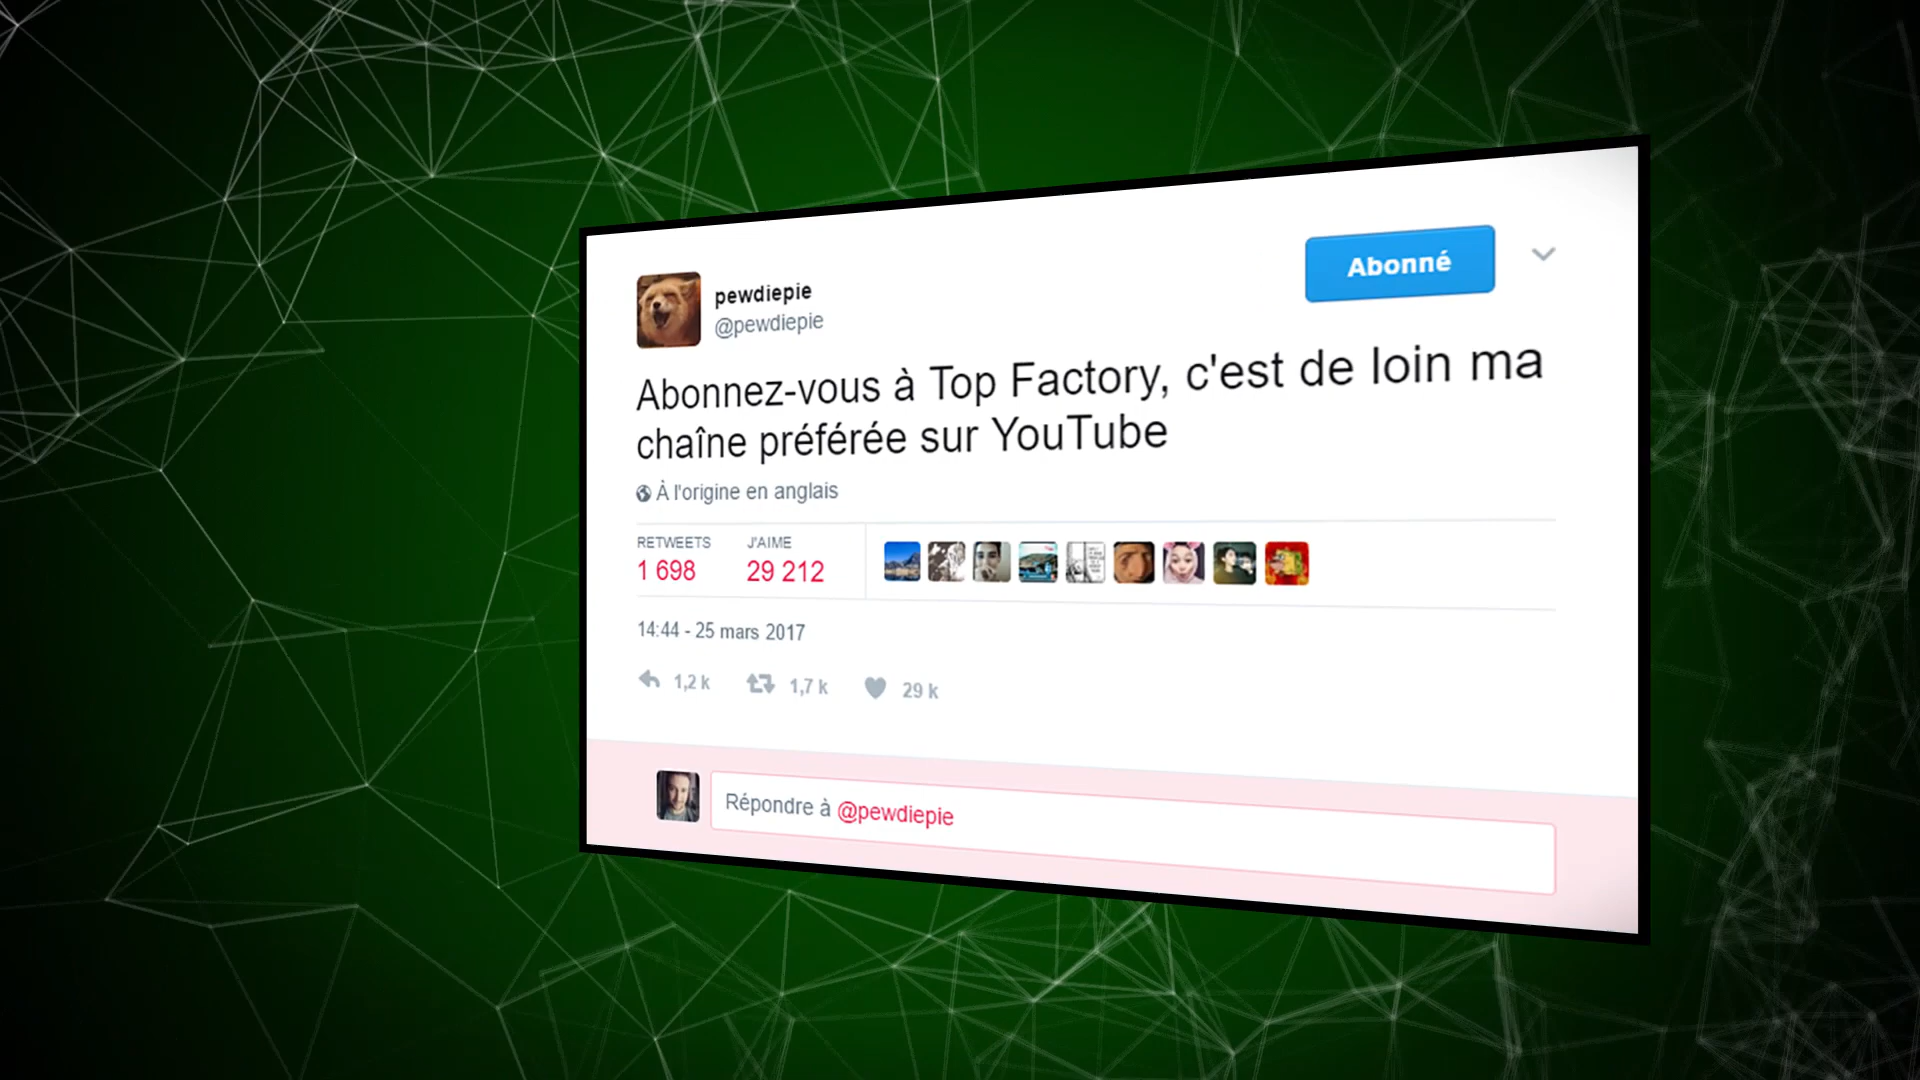 pewdiepie
@pewdiepie
Abonné
Abonnez-vous à Top Factory, c'est de loin ma
chaîne préférée sur YouTube
À l'origine en anglais
RETWEETS J'AIME
1 698 29 212
14:44 - 25 mars 2017
1,2 k 1,7 k 29 k
Répondre à @pewdiepie